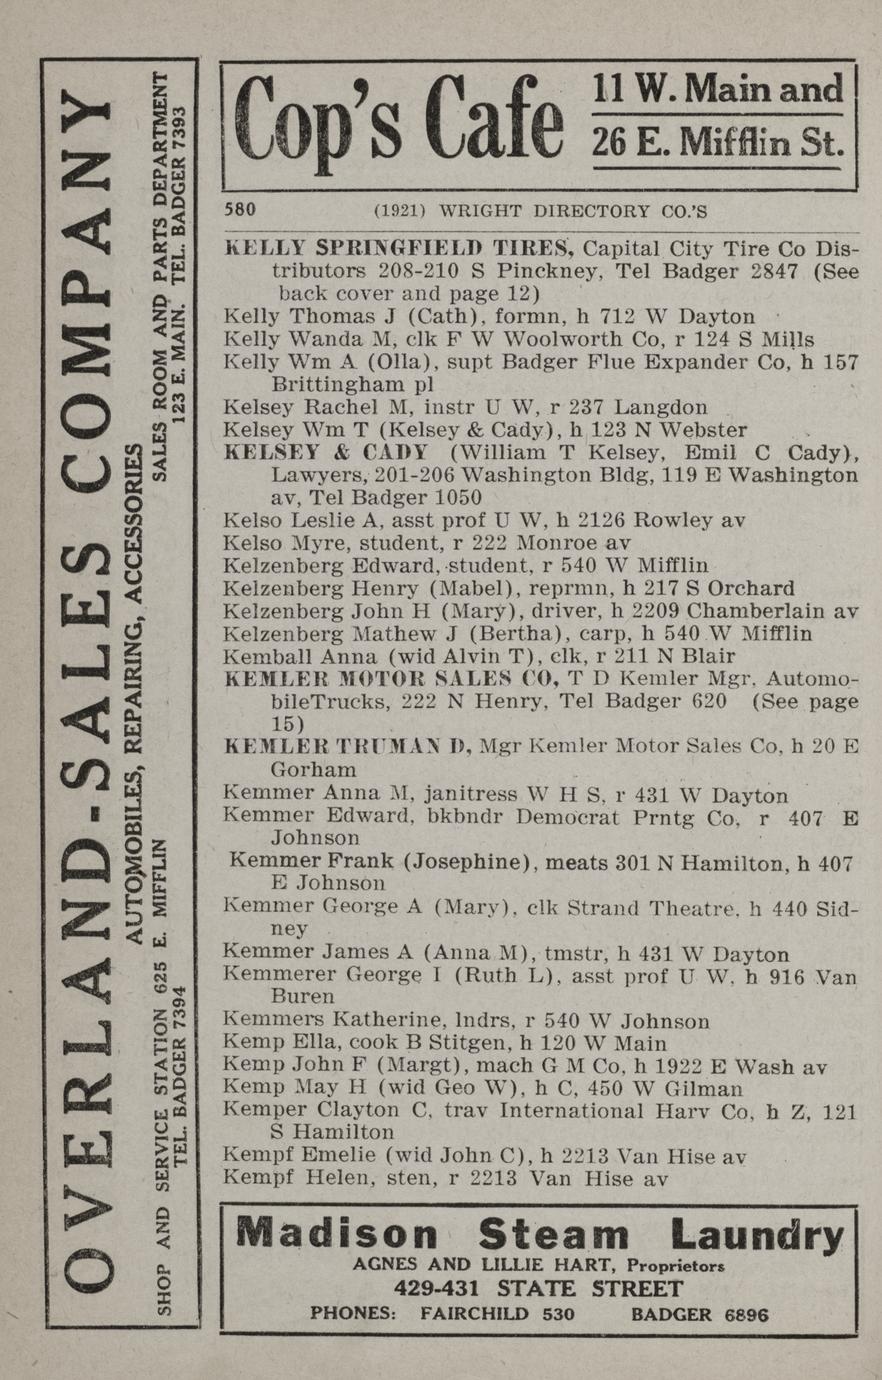 OVERLAND-SALES COMPANY
AUTOMOBILES, REPAIRING, ACCESSORIES
SHOP AND SERVICE STATION 625 E. MIFFLIN
TEL. BADGER 7394
SALES ROOM AND PARTS DEPARTMENT
123 E. MAIN. TEL. BADGER 7393
Cop's Cafe
11 W. Main and
26 E. Mifflin St.
580 (1921) WRIGHT DIRECTORY CO.'S
KELLY SPRINGFIELD TIRES, Capital City Tire Co Dis-
tributors 208-210 S Pinckney, Tel Badger 2847 (See
back cover and page 12)
Kelly Thomas J (Cath), formn, h 712 W Dayton
Kelly Wanda M, clk F W Woolworth Co, r 124 S Mills
Kelly Wm A (Olla), supt Badger Flue Expander Co, h 157
Brittingham pl
Kelsey Rachel M, instr U W, r 237 Langdon
Kelsey Wm T (Kelsey & Cady), h 123 N Webster
KELSEY & CADY (William T Kelsey, Emil C Cady),
Lawyers, 201-206 Washington Bldg, 119 E Washington
av, Tel Badger 1050
Kelso Leslie A, asst prof U W, h 2126 Rowley av
Kelso Myre, student, r 222 Monroe av
Kelzenberg Edward, student, r 540 W Mifflin
Kelzenberg Henry (Mabel), reprmn, h 217 S Orchard
Kelzenberg John H (Mary), driver, h 2209 Chamberlain av
Kelzenberg Mathew J (Bertha), carp, h 540 W Mifflin
Kemball Anna (wid Alvin T), clk, r 211 N Blair
KEMLER MOTOR SALES CO, T D Kemler Mgr, Automo-
bileTrucks, 222 N Henry, Tel Badger 620 (See page
15)
KEMLER TRUMAN D, Mgr Kemler Motor Sales Co, h 20 E
Gorham
Kemmer Anna M, janitress W H S, r 431 W Dayton
Kemmer Edward, bkbndr Democrat Prntg Co, r 407 E
Johnson
Kemmer Frank (Josephine), meats 301 N Hamilton, h 407
E Johnson
Kemmer George A (Mary), clk Strand Theatre, h 440 Sid-
ney
Kemmer James A (Anna M), tmstr, h 431 W Dayton
Kemmerer George I (Ruth L), asst prof U W, h 916 Van
Buren
Kemmers Katherine, lndrs, r 540 W Johnson
Kemp Ella, cook B Stitgen, h 120 W Main
Kemp John F (Margt), mach G M Co, h 1922 E Wash av
Kemp May H (wid Geo W), h C, 450 W Gilman
Kemper Clayton C, trav International Harv Co, h Z, 121
S Hamilton
Kempf Emelie (wid John C), h 2213 Van Hise av
Kempf Helen, sten, r 2213 Van Hise av
Madison Steam Laundry
AGNES AND LILLIE HART, Proprietors
429-431 STATE STREET
PHONES: FAIRCHILD 530 BADGER 6896